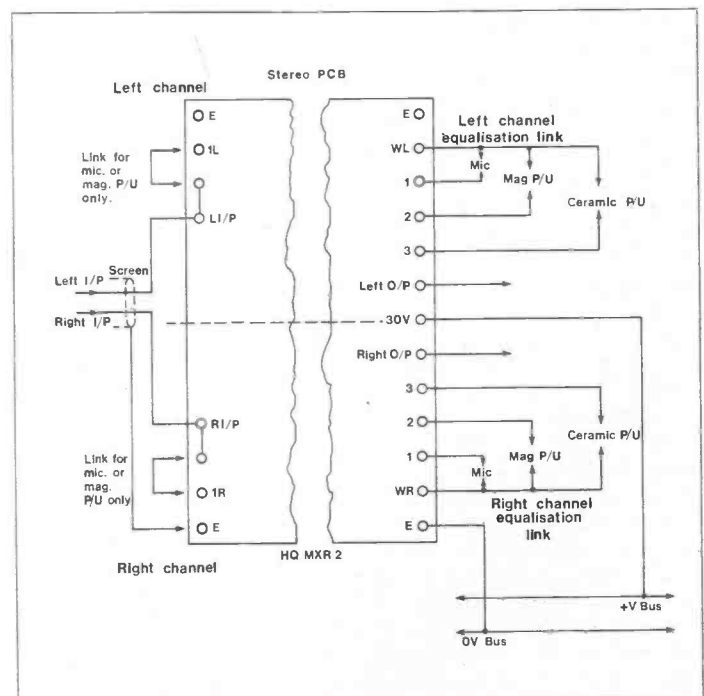 Stereo PCB
Left channel
E
1L
Link for
mic. or
mag. P/U
only.
LI/P
Screen
Left I/P
Right I/P
RI/P
Link for
mic. or
mag.
P/U only
1R
E
Right channel
HQ MXR 2
E
Left channel
equalisation link
WL
Mic
1
Mag P/U
2
Ceramic P/U
3
Left O/P
30V
Right O/P
3
2
Ceramic P/U
1
Mag P/U
Mic
WR
Right channel
equalisation
link
E
+V Bus
0V Bus